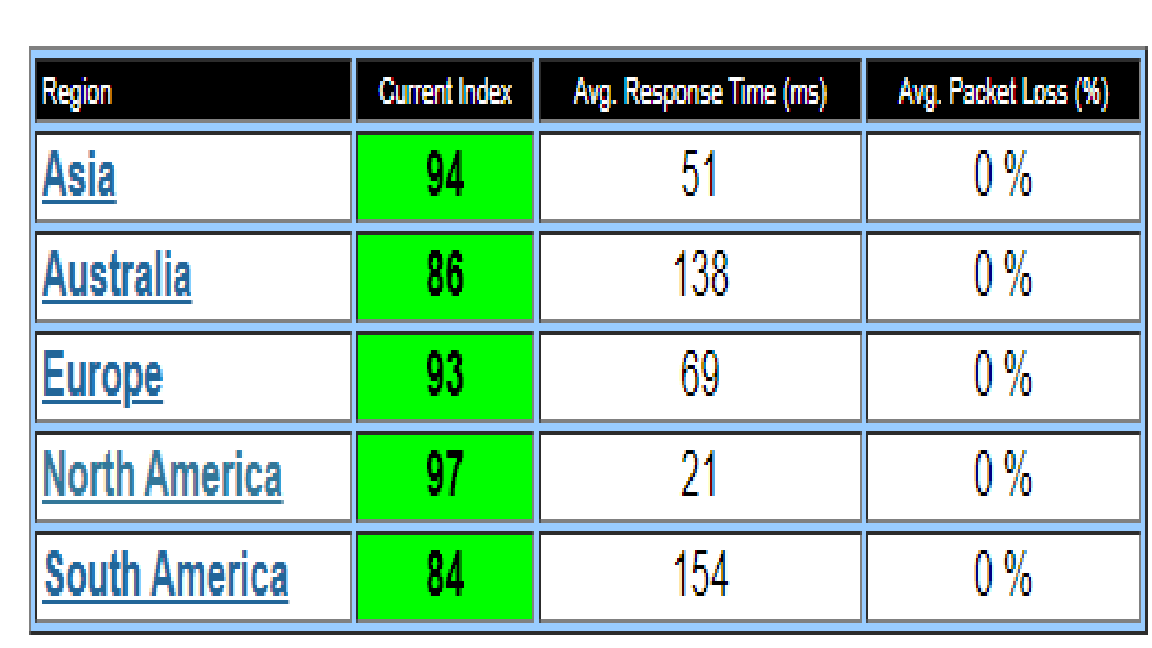 Region Current Index Avg. Response Time (ms) Avg. Packet Loss (%)
Asia 94 51 0 %
Australia 86 138 0 %
Europe 93 69 0 %
North America 97 21 0 %
South America 84 154 0 %